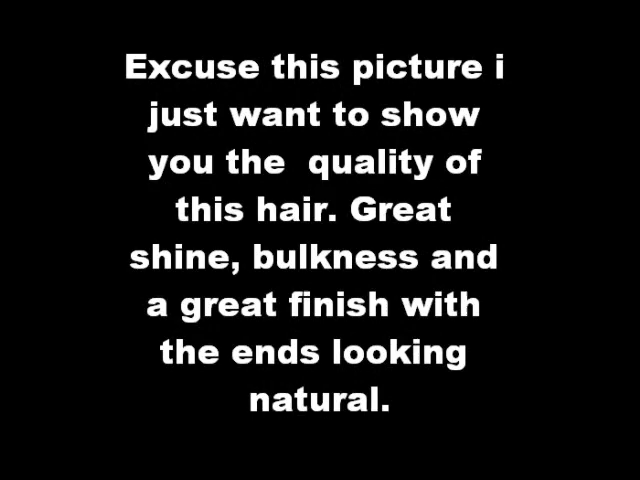 Excuse this picture i
just want to show
you the  quality of
this hair. Great
shine, bulkness and
a great finish with
the ends looking
natural.